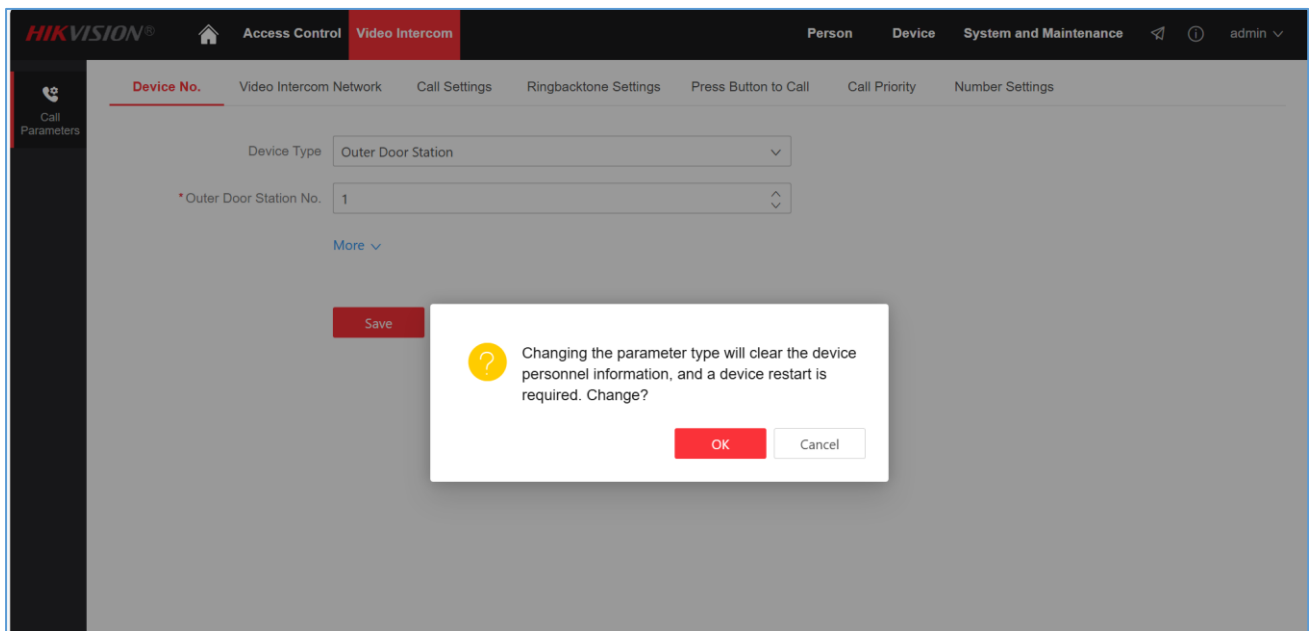 HIKVISION® Access Control Video Intercom Person Device System and Maintenance admin
Call
Parameters
Device No. Video Intercom Network Call Settings Ringbacktone Settings Press Button to Call Call Priority Number Settings
Device Type Outer Door Station
*Outer Door Station No. 1
More
Save
Changing the parameter type will clear the device
personnel information, and a device restart is
required. Change?
OK Cancel